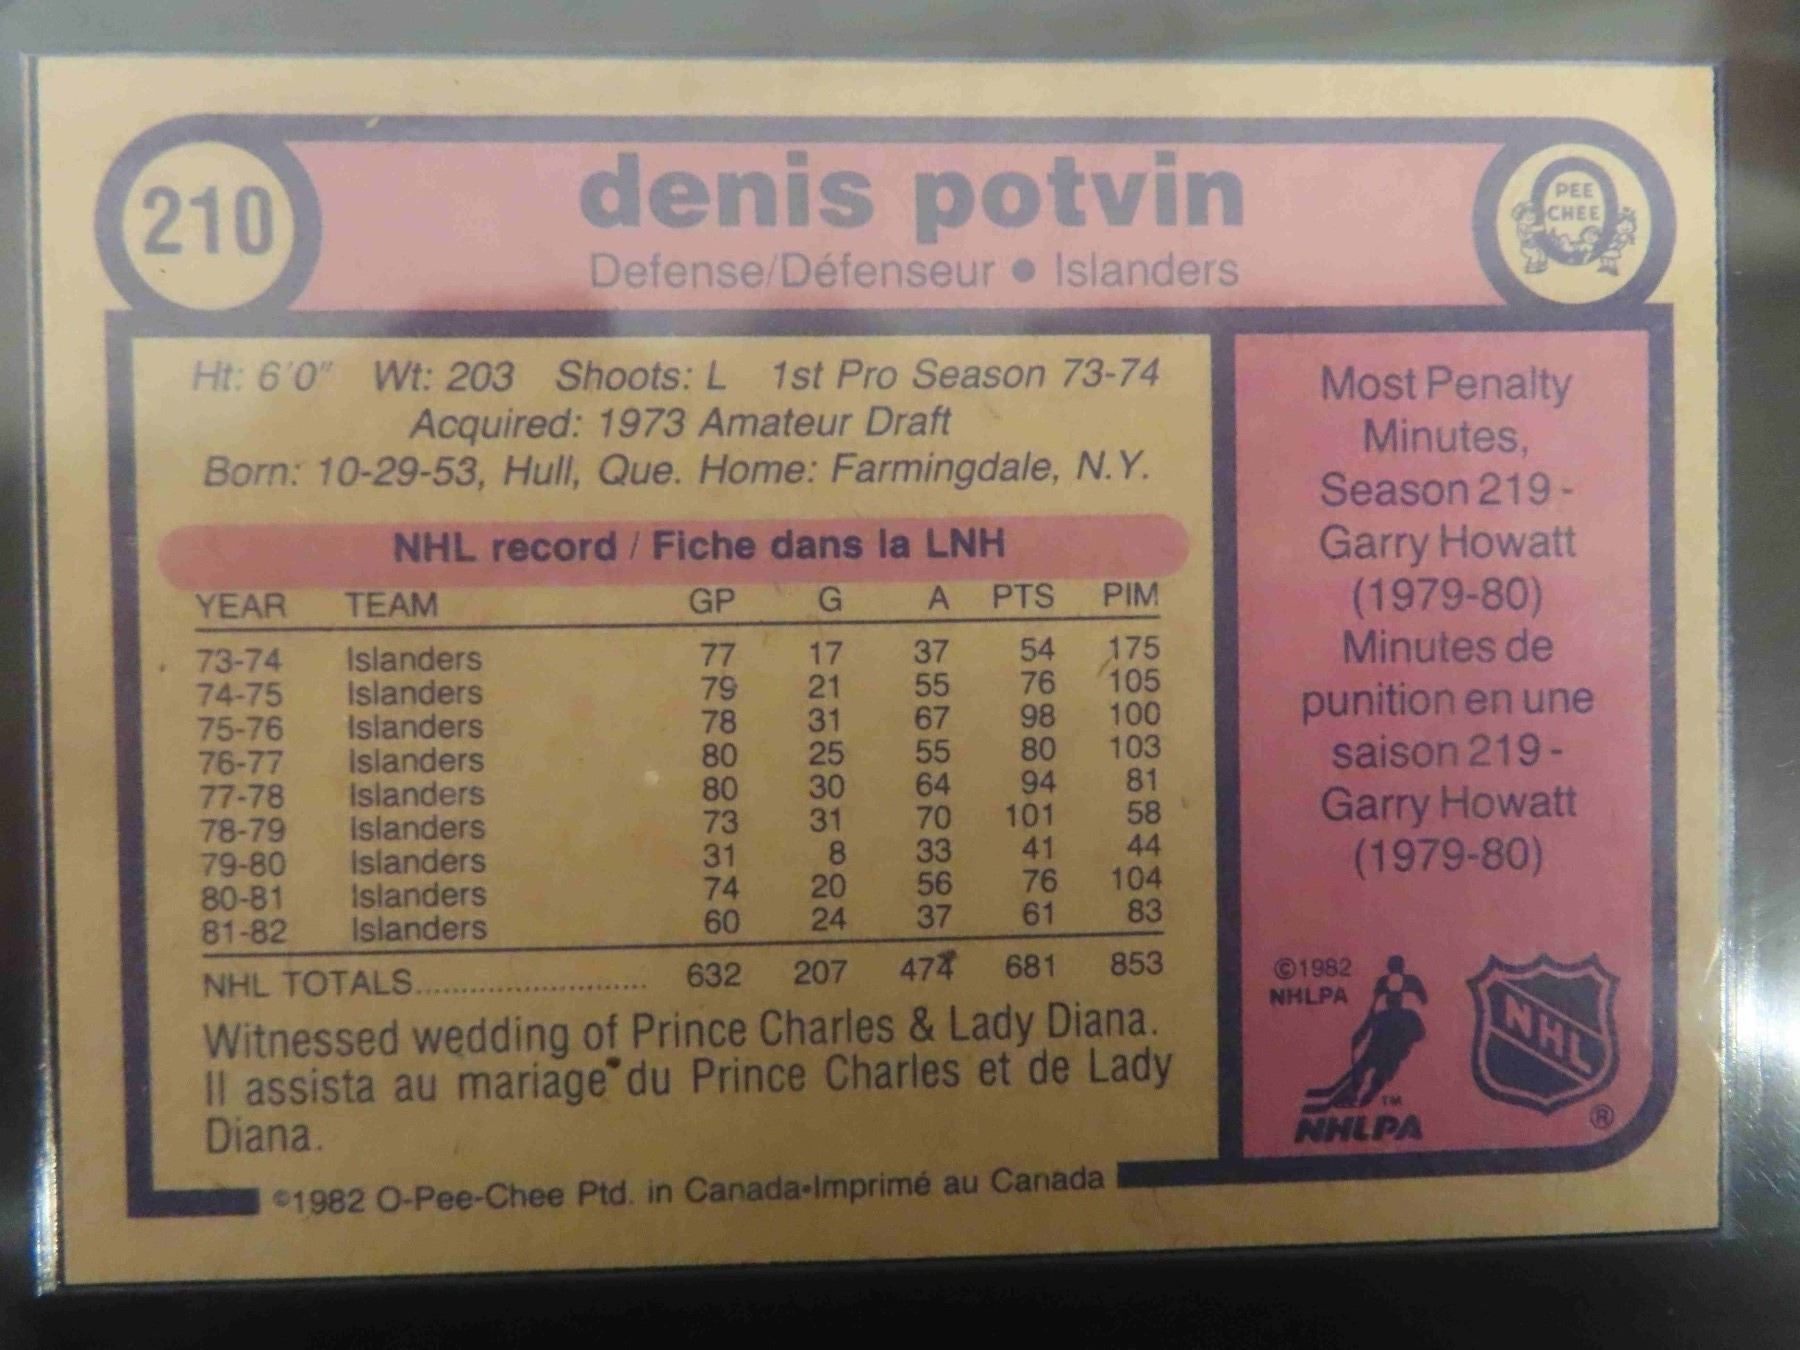 210
denis potvin
Defense/Défenseur • Islanders
PEE
CHEE
Ht: 6'0" Wt: 203 Shoots: L 1st Pro Season 73-74
Acquired: 1973 Amateur Draft
Born: 10-29-53, Hull, Que. Home: Farmingdale, N.Y.
NHL record / Fiche dans la LNH
YEAR TEAM GP G A PTS PIM
73-74 Islanders 77 17 37 54 175
74-75 Islanders 79 21 55 76 105
75-76 Islanders 78 31 67 98 100
76-77 Islanders 80 25 55 80 103
77-78 Islanders 80 30 64 94 81
78-79 Islanders 73 31 70 101 58
79-80 Islanders 31 8 33 41 44
80-81 Islanders 74 20 56 76 104
81-82 Islanders 60 24 37 61 83
NHL TOTALS............................ 632 207 474 681 853
Witnessed wedding of Prince Charles & Lady Diana.
Il assista au mariage du Prince Charles et de Lady
Diana.
©1982 O-Pee-Chee Ptd. in Canada•Imprimé au Canada
Most Penalty
Minutes,
Season 219 -
Garry Howatt
(1979-80)
Minutes de
punition en une
saison 219 -
Garry Howatt
(1979-80)
©1982
NHLPA
TM
NHLPA
NHL
®